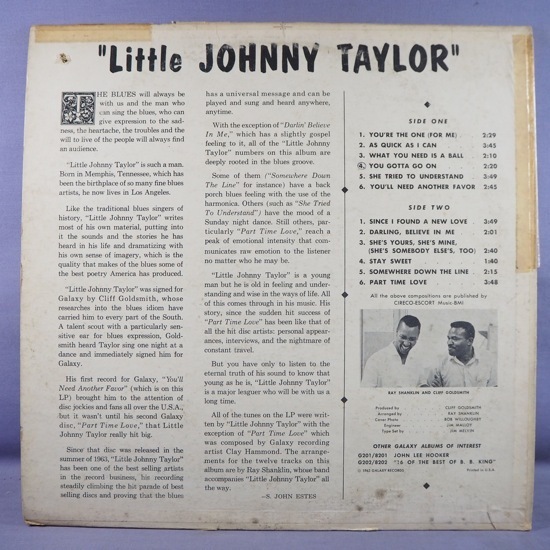 "Little JOHNNY TAYLOR"
THE BLUES will always be
with us and the man who
can sing the blues, who can
give expression to the sad-
ness, the heartache, the troubles and the
will to live of the people will always find
an audience.
"Little Johnny Taylor" is such a man.
Born in Memphis, Tennessee, which has
been the birthplace of so many fine blues
artists, he now lives in Los Angeles.
Like the traditional blues singers of
history, "Little Johnny Taylor" writes
most of his own material, putting into
it the sounds and the stories he has
heard in his life and dramatizing with
his own sense of imagery, which is the
quality that makes of the blues some of
the best poetry America has produced.
"Little Johnny Taylor" was signed for
Galaxy by Cliff Goldsmith, whose
researches into the blues idiom have
carried him to every part of the South.
A talent scout with a particularly sen-
sitive ear for blues expression, Gold-
smith heard Taylor sing one night at a
dance and immediately signed him for
Galaxy.
His first record for Galaxy, "You'll
Need Another Favor" (which is on this
LP) brought him to the attention of
disc jockies and fans all over the U.S.A.,
but it wasn't until his second Galaxy
disc, "Part Time Love," that Little
Johnny Taylor really hit big.
Since that disc was released in the
summer of 1963, "Little Johnny Taylor"
has been one of the best selling artists
in the record business, his recording
steadily climbing the hit parade of best
selling discs and proving that the blues
has a universal message and can be
played and sung and heard anywhere,
anytime.
With the exception of "Darlin' Believe
In Me," which has a slightly gospel
feeling to it, all of the "Little Johnny
Taylor" numbers on this album are
deeply rooted in the blues groove.
Some of them ("Somewhere Down
The Line" for instance) have a back
porch blues feeling with the use of the
harmonica. Others (such as "She Tried
To Understand") have the mood of a
Sunday night dance. Still others, par-
ticularly "Part Time Love," reach a
peak of emotional intensity that com-
municates raw emotion to the listener
no matter who he may be.
"Little Johnny Taylor" is a young
man but he is old in feeling and under-
standing and wise in the ways of life. All
of this comes through in his music. His
story, since the sudden hit success of
"Part Time Love" has been like that of
all the hit disc artists: personal appear-
ances, interviews, and the nightmare of
constant travel.
But you have only to listen to the
eternal truth of his sound to know that
young as he is, "Little Johnny Taylor"
is a major leaguer who will be with us a
long time.
All of the tunes on the LP were written
by "Little Johnny Taylor" with the
exception of "Part Time Love" which
was composed by Galaxy recording
artist Clay Hammond. The arrange-
ments for the twelve tracks on this
album are by Ray Shanklin, whose band
accompanies "Little Johnny Taylor" all
the way.
—S. JOHN ESTES
SIDE ONE
1. YOU'RE THE ONE (FOR ME) 2:29
2. AS QUICK AS I CAN 3:45
3. WHAT YOU NEED IS A BALL 2:10
4. YOU GOTTA GO ON 2:20
5. SHE TRIED TO UNDERSTAND 2:49
6. YOU'LL NEED ANOTHER FAVOR 2:45
SIDE TWO
1. SINCE I FOUND A NEW LOVE 3:49
2. DARLING, BELIEVE IN ME 2:01
3. SHE'S YOURS, SHE'S MINE,
(SHE'S SOMEBODY ELSE'S, TOO) 2:40
4. STAY SWEET 1:40
5. SOMEWHERE DOWN THE LINE 2:15
6. PART TIME LOVE 3:48
All the above compositions are published by
CIRECO-ESCORT Music-BMI
RAY SHANKLIN AND CLIFF GOLDSMITH
Produced by CLIFF GOLDSMITH
Arranged by RAY SHANKLIN
Cover Photo BOB WILLOUGHBY
Engineer JIM MALLOY
Type Set by JIM MELVIN
OTHER GALAXY ALBUMS OF INTEREST
G201/8201 JOHN LEE HOOKER
G202/8202 "16 OF THE BEST OF B. B. KING"
© 1963 GALAXY RECORDS Printed in U.S.A.